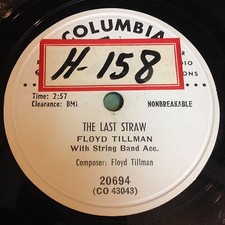 COLUMBIA
H-158
Time: 2:57
Clearance: BMI
NONBREAKABLE
THE LAST STRAW
FLOYD TILLMAN
With String Band Acc.
Composer: Floyd Tillman
20694
(CO 43043)